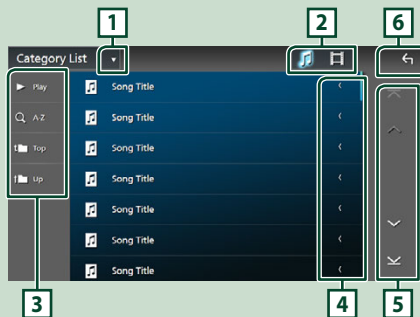 1
2
6
Category List
Play
Song Title
A-Z
Song Title
Top
Song Title
Up
Song Title
Song Title
Song Title
Song Title
3
4
5